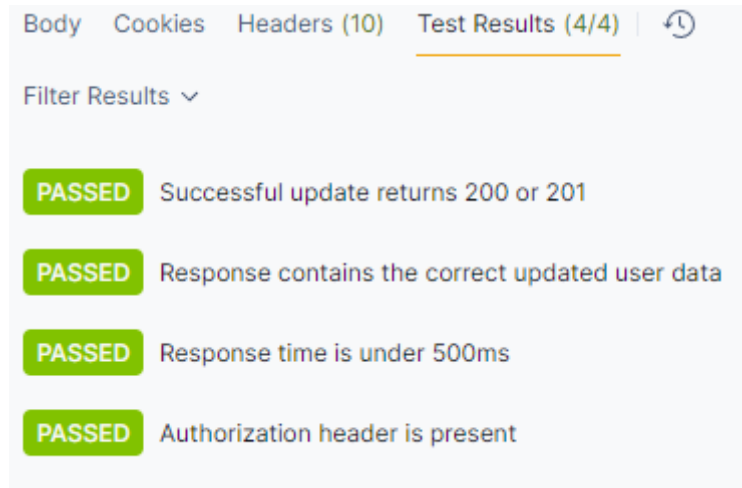 Body Cookies Headers (10) Test Results (4/4)
Filter Results
PASSED Successful update returns 200 or 201
PASSED Response contains the correct updated user data
PASSED Response time is under 500ms
PASSED Authorization header is present